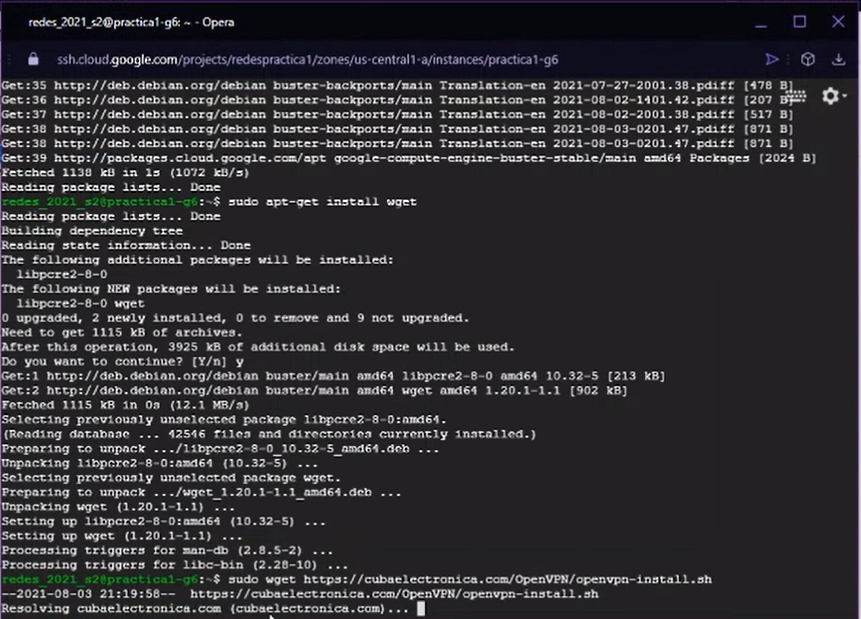 redes_2021_s2@practica1-g6: ~ - Opera
ssh.cloud.google.com/projects/redespractica1/zones/us-central1-a/instances/practica1-g6
Get:35 http://deb.debian.org/debian buster-backports/main Translation-en 2021-07-27-2001.38.pdiff [478 B]
Get:36 http://deb.debian.org/debian buster-backports/main Translation-en 2021-08-02-1401.42.pdiff [207 B]
Get:37 http://deb.debian.org/debian buster-backports/main Translation-en 2021-08-02-2001.38.pdiff [517 B]
Get:38 http://deb.debian.org/debian buster-backports/main Translation-en 2021-08-03-0201.47.pdiff [871 B]
Get:38 http://deb.debian.org/debian buster-backports/main Translation-en 2021-08-03-0201.47.pdiff [871 B]
Get:39 http://packages.cloud.google.com/apt google-compute-engine-buster-stable/main amd64 Packages [2024 B]
Fetched 1138 kB in 1s (1072 kB/s)
Reading package lists... Done
redes_2021_s2@practica1-g6:~$ sudo apt-get install wget
Reading package lists... Done
Building dependency tree
Reading state information... Done
The following additional packages will be installed:
libpcre2-8-0
The following NEW packages will be installed:
libpcre2-8-0 wget
0 upgraded, 2 newly installed, 0 to remove and 9 not upgraded.
Need to get 1115 kB of archives.
After this operation, 3925 kB of additional disk space will be used.
Do you want to continue? [Y/n] y
Get:1 http://deb.debian.org/debian buster/main amd64 libpcre2-8-0 amd64 10.32-5 [213 kB]
Get:2 http://deb.debian.org/debian buster/main amd64 wget amd64 1.20.1-1.1 [902 kB]
Fetched 1115 kB in 0s (12.1 MB/s)
Selecting previously unselected package libpcre2-8-0:amd64.
(Reading database ... 42546 files and directories currently installed.)
Preparing to unpack .../libpcre2-8-0_10.32-5_amd64.deb ...
Unpacking libpcre2-8-0:amd64 (10.32-5) ...
Selecting previously unselected package wget.
Preparing to unpack .../wget_1.20.1-1.1_amd64.deb ...
Unpacking wget (1.20.1-1.1) ...
Setting up libpcre2-8-0:amd64 (10.32-5) ...
Setting up wget (1.20.1-1.1) ...
Processing triggers for man-db (2.8.5-2) ...
Processing triggers for libc-bin (2.28-10) ...
redes_2021_s2@practica1-g6:~$ sudo wget https://cubaelectronica.com/OpenVPN/openvpn-install.sh
--2021-08-03 21:19:58-- https://cubaelectronica.com/OpenVPN/openvpn-install.sh
Resolving cubaelectronica.com (cubaelectronica.com)...